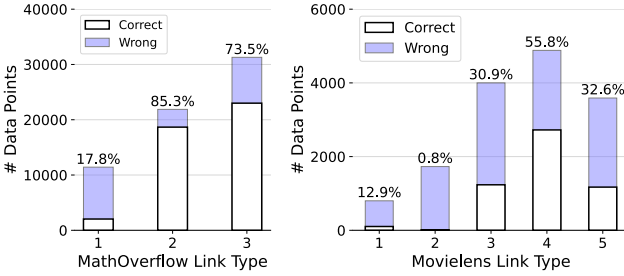 # Data Points
40000
30000
20000
10000
0
Correct
Wrong
17.8%
85.3%
73.5%
1 2 3
MathOverflow Link Type
# Data Points
6000
4000
2000
0
Correct
Wrong
12.9%
0.8%
30.9%
55.8%
32.6%
1 2 3 4 5
Movielens Link Type